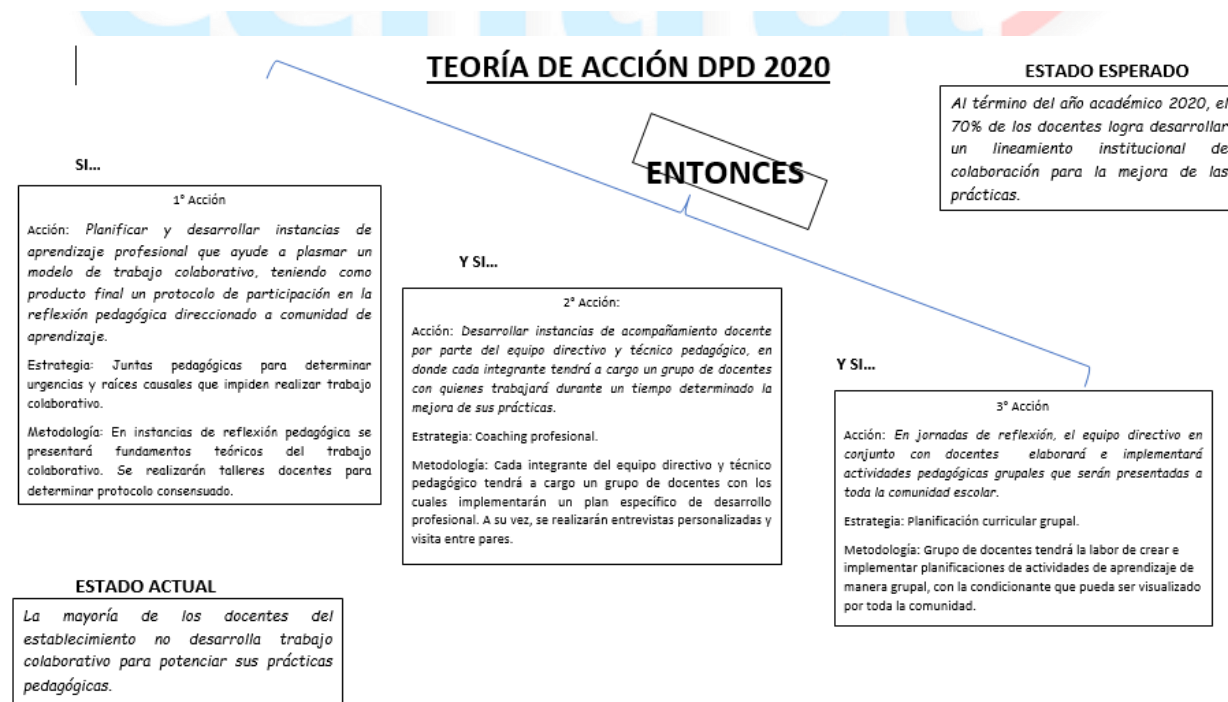 TEORÍA DE ACCIÓN DPD 2020
ESTADO ESPERADO
Al término del año académico 2020, el
70% de los docentes logra desarrollar
un lineamiento institucional de
colaboración para la mejora de las
prácticas.
ENTONCES
SI...
1° Acción
Acción: Planificar y desarrollar instancias de
aprendizaje profesional que ayude a plasmar un
modelo de trabajo colaborativo, teniendo como
producto final un protocolo de participación en la
reflexión pedagógica direccionado a comunidad de
aprendizaje.
Estrategia: Juntas pedagógicas para determinar
urgencias y raíces causales que impiden realizar trabajo
colaborativo.
Metodología: En instancias de reflexión pedagógica se
presentará fundamentos teóricos del trabajo
colaborativo. Se realizarán talleres docentes para
determinar protocolo consensuado.
Y SI...
2° Acción:
Acción: Desarrollar instancias de acompañamiento docente
por parte del equipo directivo y técnico pedagógico, en
donde cada integrante tendrá a cargo un grupo de docentes
con quienes trabajará durante un tiempo determinado la
mejora de sus prácticas.
Estrategia: Coaching profesional.
Metodología: Cada integrante del equipo directivo y técnico
pedagógico tendrá a cargo un grupo de docentes con los
cuales implementarán un plan específico de desarrollo
profesional. A su vez, se realizarán entrevistas personalizadas y
visita entre pares.
Y SI...
3° Acción
Acción: En jornadas de reflexión, el equipo directivo en
conjunto con docentes elaborará e implementará
actividades pedagógicas grupales que serán presentadas a
toda la comunidad escolar.
Estrategia: Planificación curricular grupal.
Metodología: Grupo de docentes tendrá la labor de crear e
implementar planificaciones de actividades de aprendizaje de
manera grupal, con la condicionante que pueda ser visualizado
por toda la comunidad.
ESTADO ACTUAL
La mayoría de los docentes del
establecimiento no desarrolla trabajo
colaborativo para potenciar sus prácticas
pedagógicas.